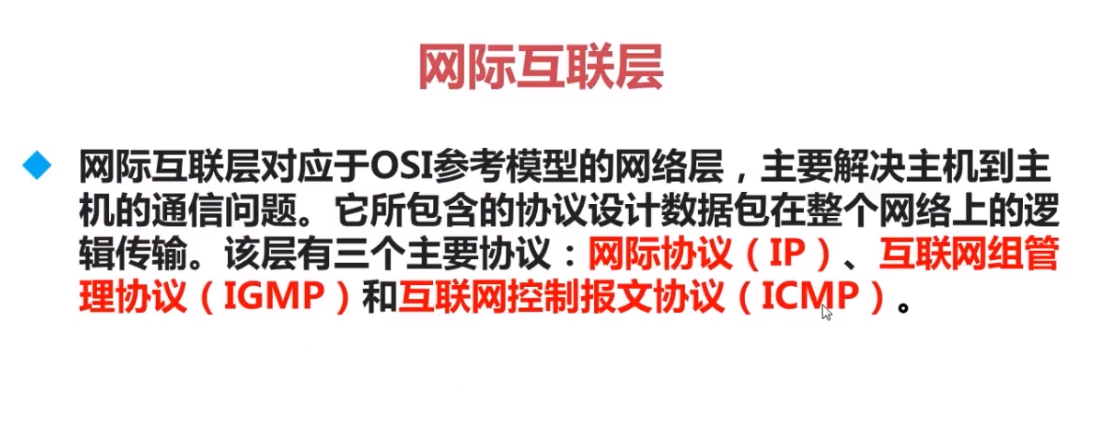 网际互联层
网际互联层对应于OSI参考模型的网络层，主要解决主机到主
机的通信问题。它所包含的协议设计数据包在整个网络上的逻
辑传输。该层有三个主要协议：网际协议（IP）、互联网组管
理协议（IGMP）和互联网控制报文协议（ICMP）。